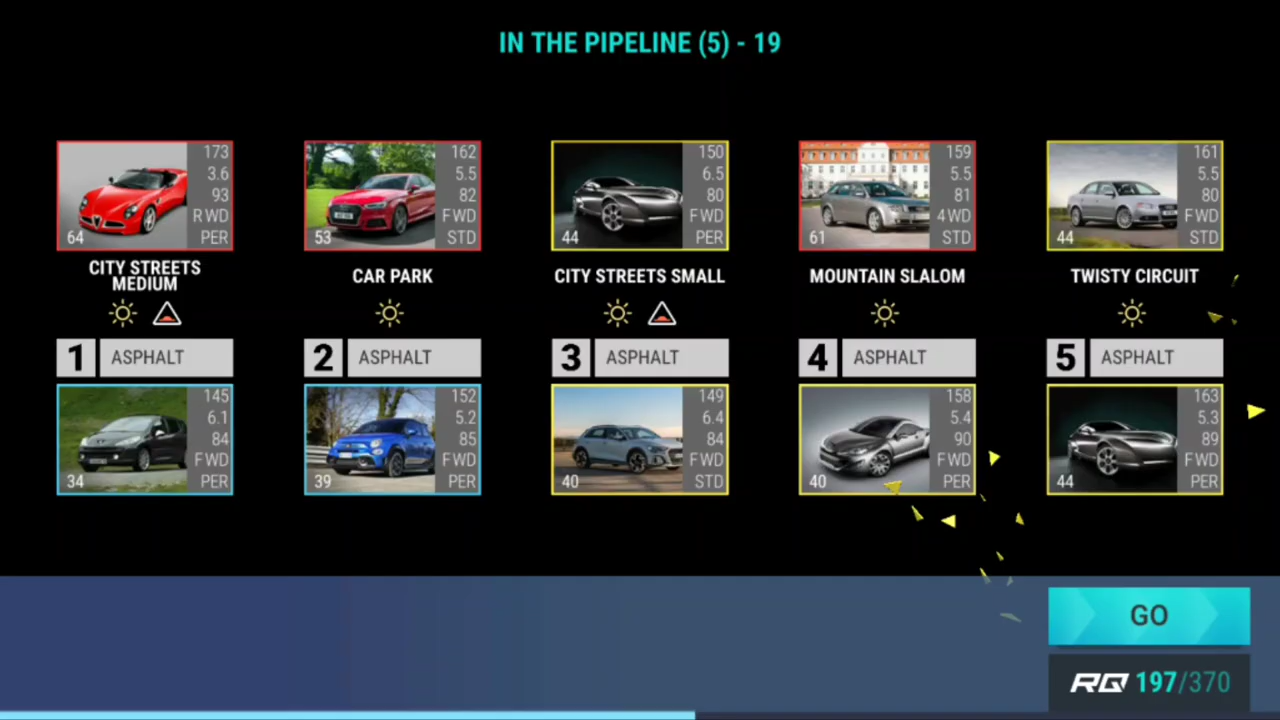 IN THE PIPELINE (5) - 19
173
3.6
93
RWD
64 PER
162
5.5
82
FWD
53 STD
150
6.5
80
FWD
44 PER
159
5.5
81
4WD
61 STD
161
5.5
80
FWD
44 STD
CITY STREETS
MEDIUM
CAR PARK
CITY STREETS SMALL
MOUNTAIN SLALOM
TWISTY CIRCUIT
1 ASPHALT
2 ASPHALT
3 ASPHALT
4 ASPHALT
5 ASPHALT
145
6.1
84
FWD
34 PER
152
5.2
85
FWD
39 PER
149
6.4
84
FWD
40 STD
158
5.4
90
FWD
40 PER
163
5.3
89
FWD
44 PER
GO
RQ 197/370